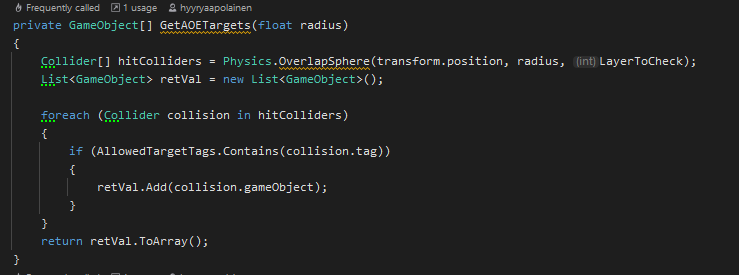 Frequently called 1 usage hyyryaapolainen
private GameObject[] GetAOETargets(float radius)
{
    Collider[] hitColliders = Physics.OverlapSphere(transform.position, radius, (int)LayerToCheck);
    List<GameObject> retVal = new List<GameObject>();

    foreach (Collider collision in hitColliders)
    {
        if (AllowedTargetTags.Contains(collision.tag))
        {
            retVal.Add(collision.gameObject);
        }
    }
    return retVal.ToArray();
}